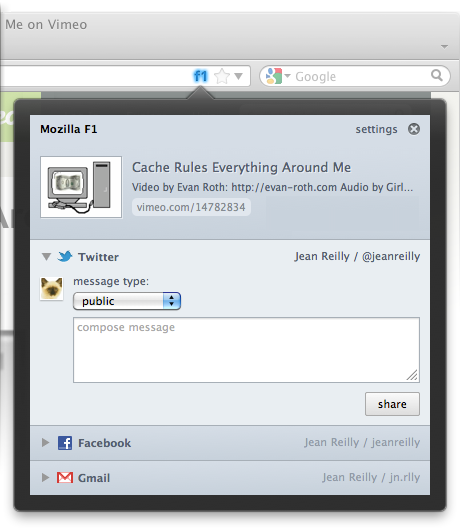 Me on Vimeo
f1
Google
Mozilla F1
settings
Cache Rules Everything Around Me
Video by Evan Roth: http://evan-roth.com Audio by Girl...
vimeo.com/14782834
Twitter
Jean Reilly / @jeanreilly
message type:
public
compose message
share
Facebook
Jean Reilly / jeanreilly
Gmail
Jean Reilly / jn.rlly